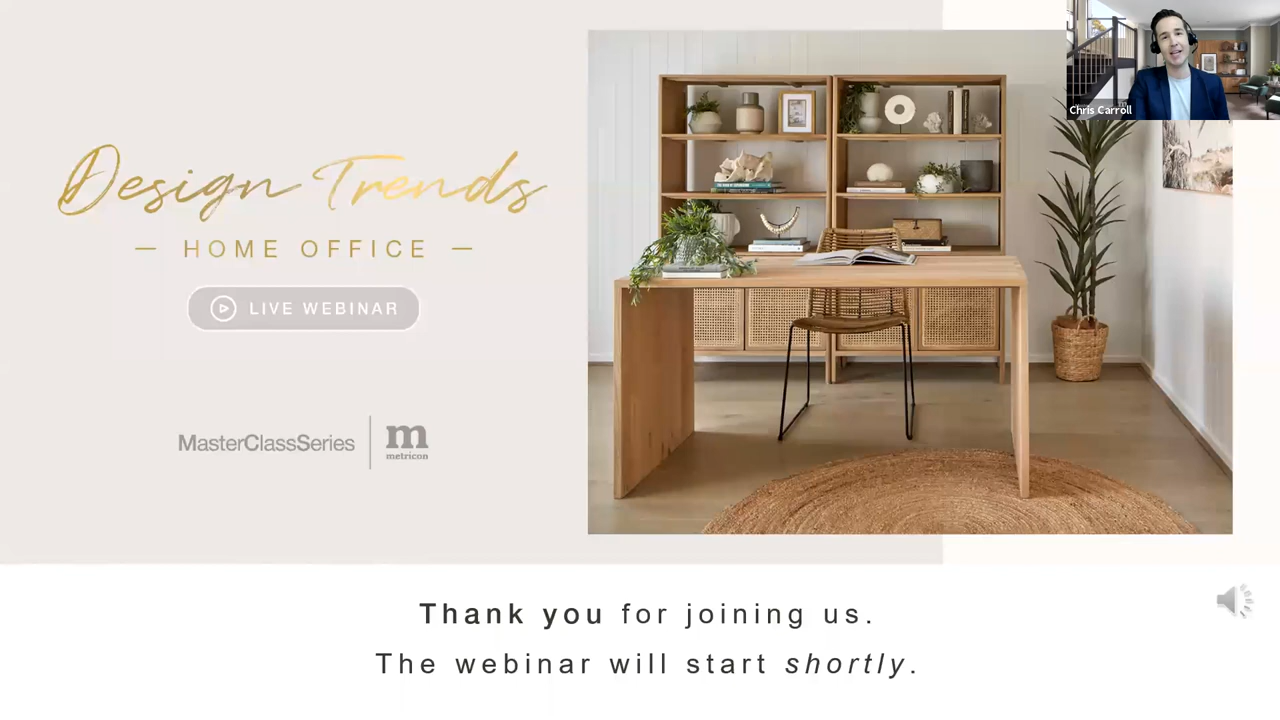 Design Trends
— HOME OFFICE —
LIVE WEBINAR
MasterClassSeries
m
metricon
Chris Carroll
Thank you for joining us.
The webinar will start shortly.